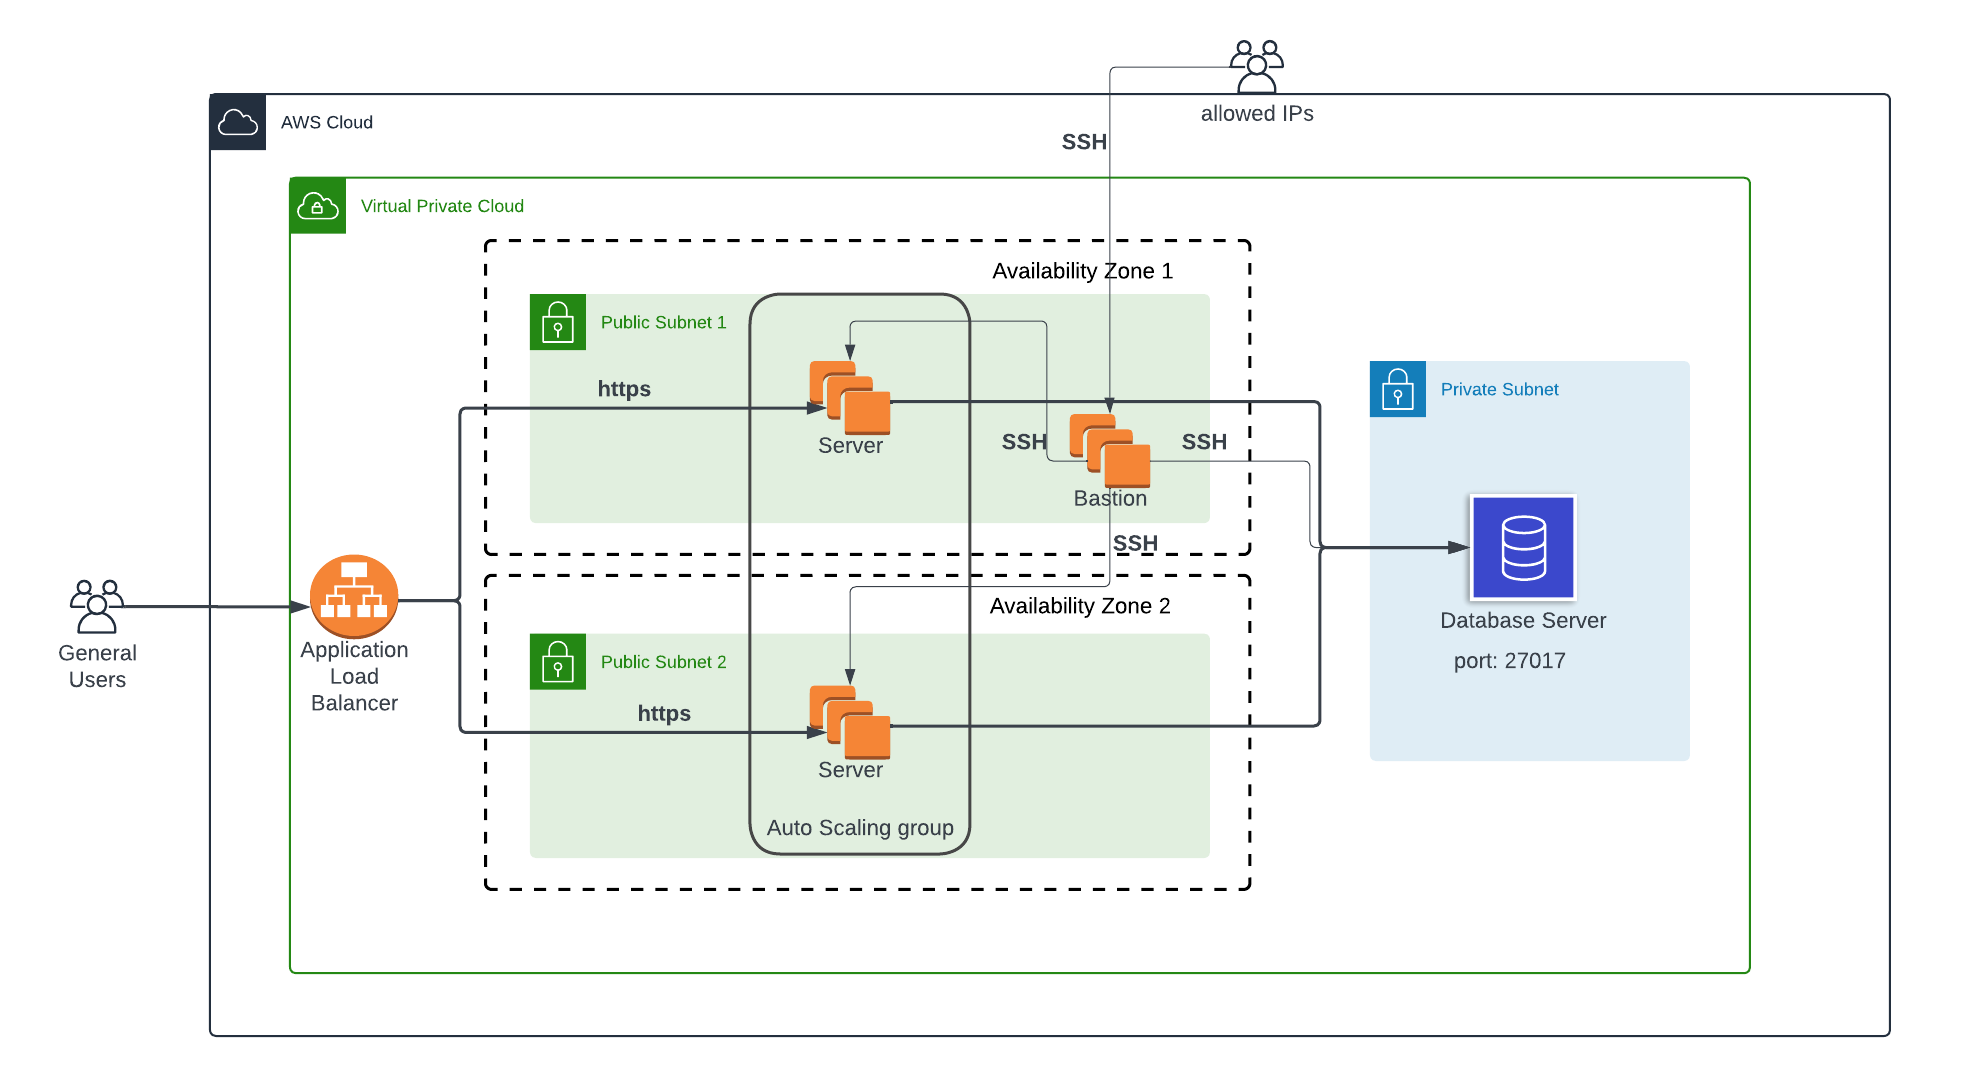 allowed IPs
AWS Cloud
SSH
Virtual Private Cloud
Availability Zone 1
Public Subnet 1
https
Server
SSH
SSH
Bastion
SSH
Private Subnet
Database Server
port: 27017
General
Users
Application
Load
Balancer
Availability Zone 2
Public Subnet 2
https
Server
Auto Scaling group